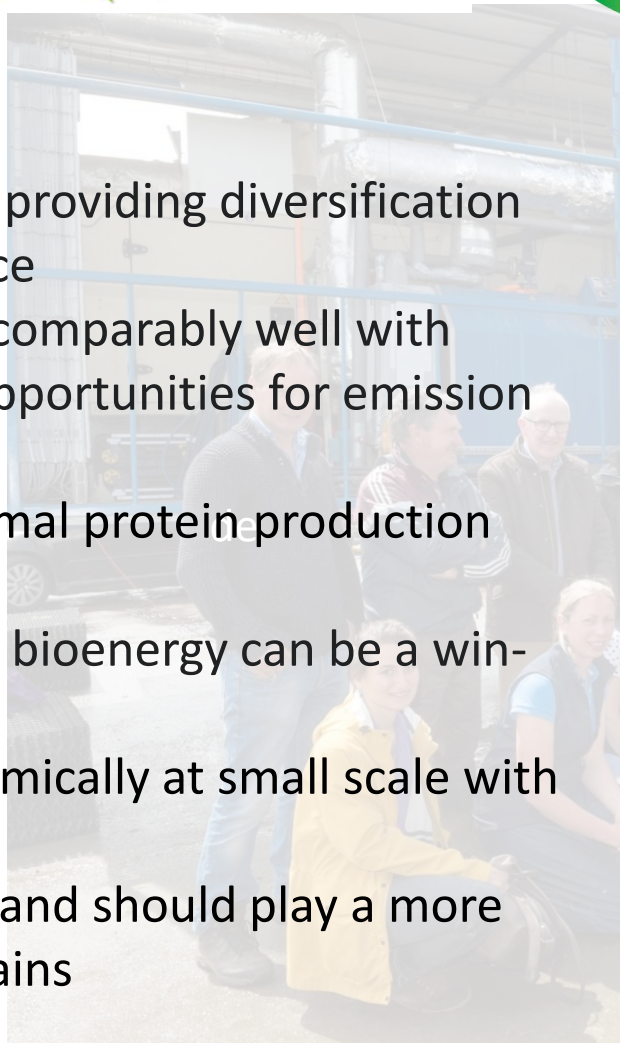 providing diversification
ce
comparably well with
pportunities for emission
mal protein production
de
bioenergy can be a win-
mically at small scale with
and should play a more
ains